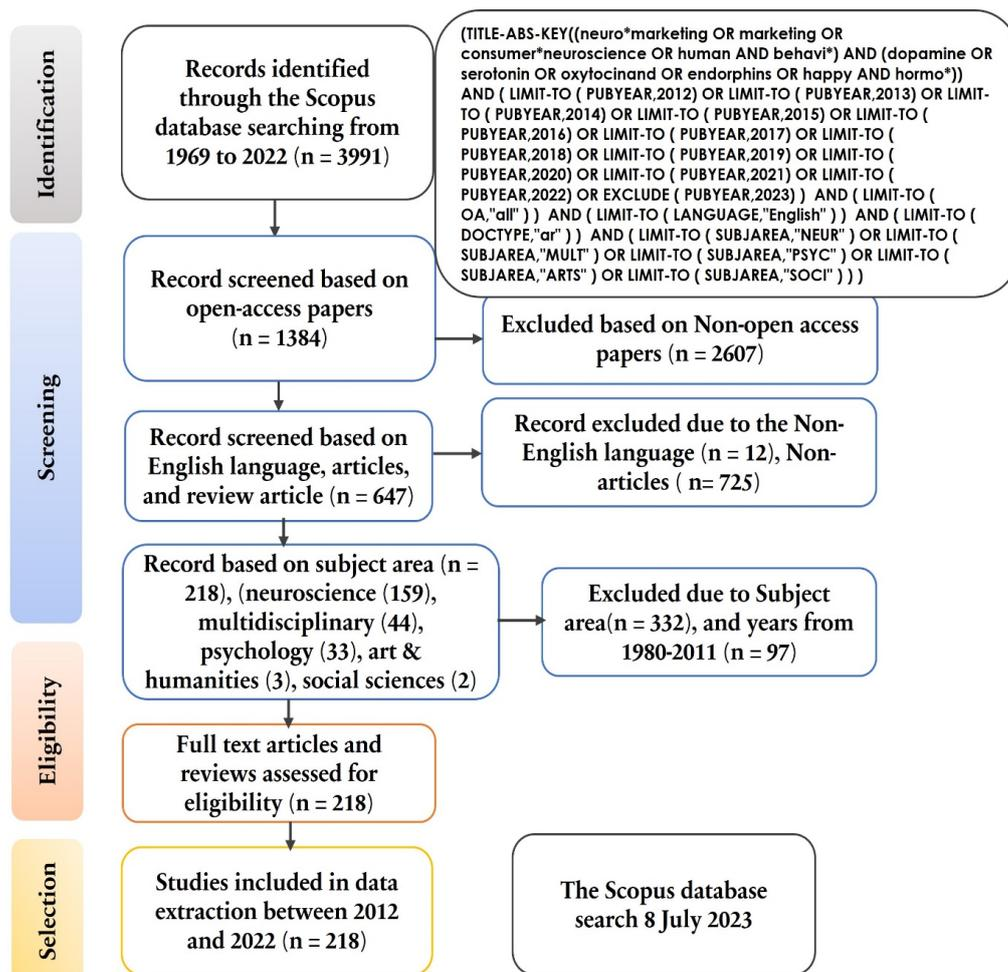 Identification
Records identified
through the Scopus
database searching from
1969 to 2022 (n = 3991)
(TITLE-ABS-KEY((neuro*marketing OR marketing OR
consumer*neuroscience OR human AND behavi*) AND (dopamine OR
serotonin OR oxytocinand OR endorphins OR happy AND hormo*))
AND ( LIMIT-TO ( PUBYEAR,2012) OR LIMIT-TO ( PUBYEAR,2013) OR LIMIT-
TO ( PUBYEAR,2014) OR LIMIT-TO ( PUBYEAR,2015) OR LIMIT-TO (
PUBYEAR,2016) OR LIMIT-TO ( PUBYEAR,2017) OR LIMIT-TO (
PUBYEAR,2018) OR LIMIT-TO ( PUBYEAR,2019) OR LIMIT-TO (
PUBYEAR,2020) OR LIMIT-TO ( PUBYEAR,2021) OR LIMIT-TO (
PUBYEAR,2022) OR EXCLUDE ( PUBYEAR,2023) ) AND ( LIMIT-TO (
OA,"all" ) ) AND ( LIMIT-TO ( LANGUAGE,"English" ) ) AND ( LIMIT-TO (
DOCTYPE,"ar" ) ) AND ( LIMIT-TO ( SUBJAREA,"NEUR" ) OR LIMIT-TO (
SUBJAREA,"MULT" ) OR LIMIT-TO ( SUBJAREA,"PSYC" ) OR LIMIT-TO (
SUBJAREA,"ARTS" ) OR LIMIT-TO ( SUBJAREA,"SOCI" ) ) )
Screening
Record screened based on
open-access papers
(n = 1384)
Excluded based on Non-open access
papers (n = 2607)
Record screened based on
English language, articles,
and review article (n = 647)
Record excluded due to the Non-
English language (n = 12), Non-
articles ( n= 725)
Record based on subject area (n =
218), (neuroscience (159),
multidisciplinary (44),
psychology (33), art &
humanities (3), social sciences (2)
Excluded due to Subject
area(n = 332), and years from
1980-2011 (n = 97)
Eligibility
Full text articles and
reviews assessed for
eligibility (n = 218)
Selection
Studies included in data
extraction between 2012
and 2022 (n = 218)
The Scopus database
search 8 July 2023